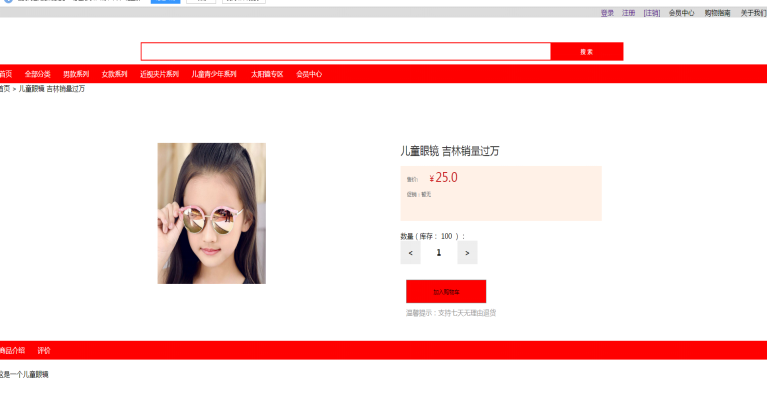 登录 注册 [注销] 会员中心 购物指南 关于我们
搜 索
首页 全部分类 男款系列 女款系列 近视夹片系列 儿童青少年系列 太阳镜专区 会员中心
首页 > 儿童眼镜 吉林销量过万
儿童眼镜 吉林销量过万
售价: ¥25.0
促销:暂无
数量 ( 库存: 100 ) :
< 1 >
加入购物车
温馨提示:支持七天无理由退货
商品介绍 评价
这是一个儿童眼镜